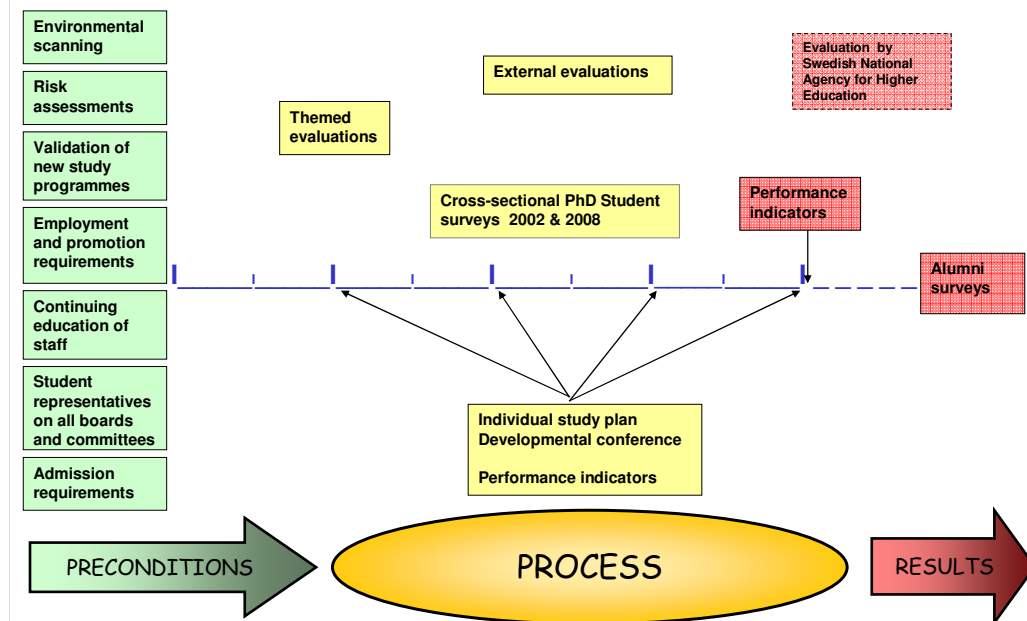 Environmental
scanning
Risk
assessments
Validation of
new study
programmes
Employment
and promotion
requirements
Continuing
education of
staff
Student
representatives
on all boards
and committees
Admission
requirements
Themed
evaluations
External evaluations
Cross-sectional PhD Student
surveys 2002 & 2008
Individual study plan
Developmental conference
Performance indicators
Evaluation by
Swedish National
Agency for Higher
Education
Performance
indicators
Alumni
surveys
PRECONDITIONS
PROCESS
RESULTS